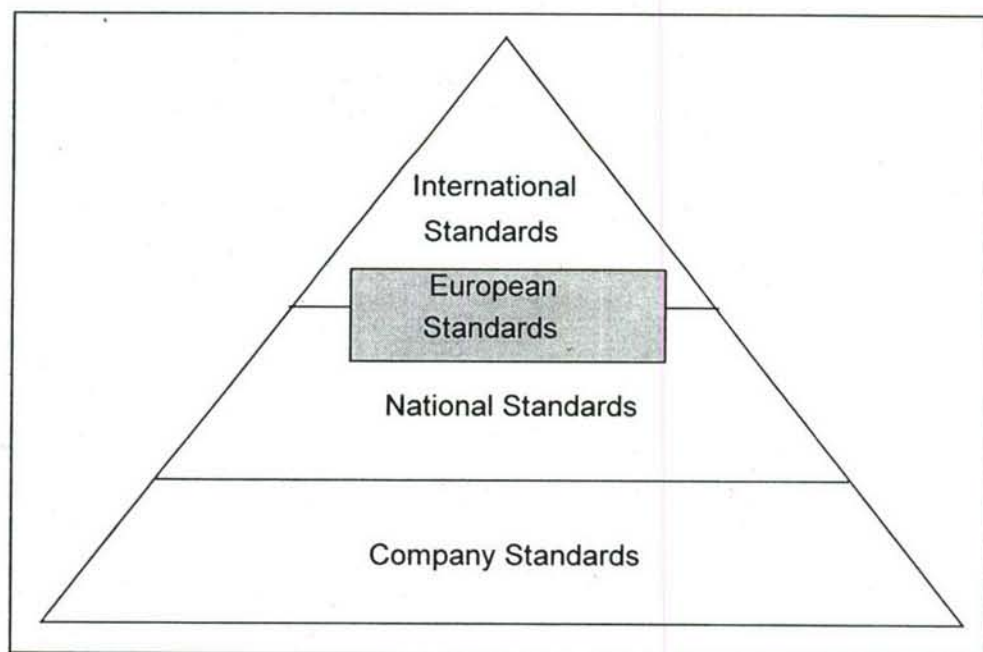 International
Standards
European
Standards
National Standards
Company Standards